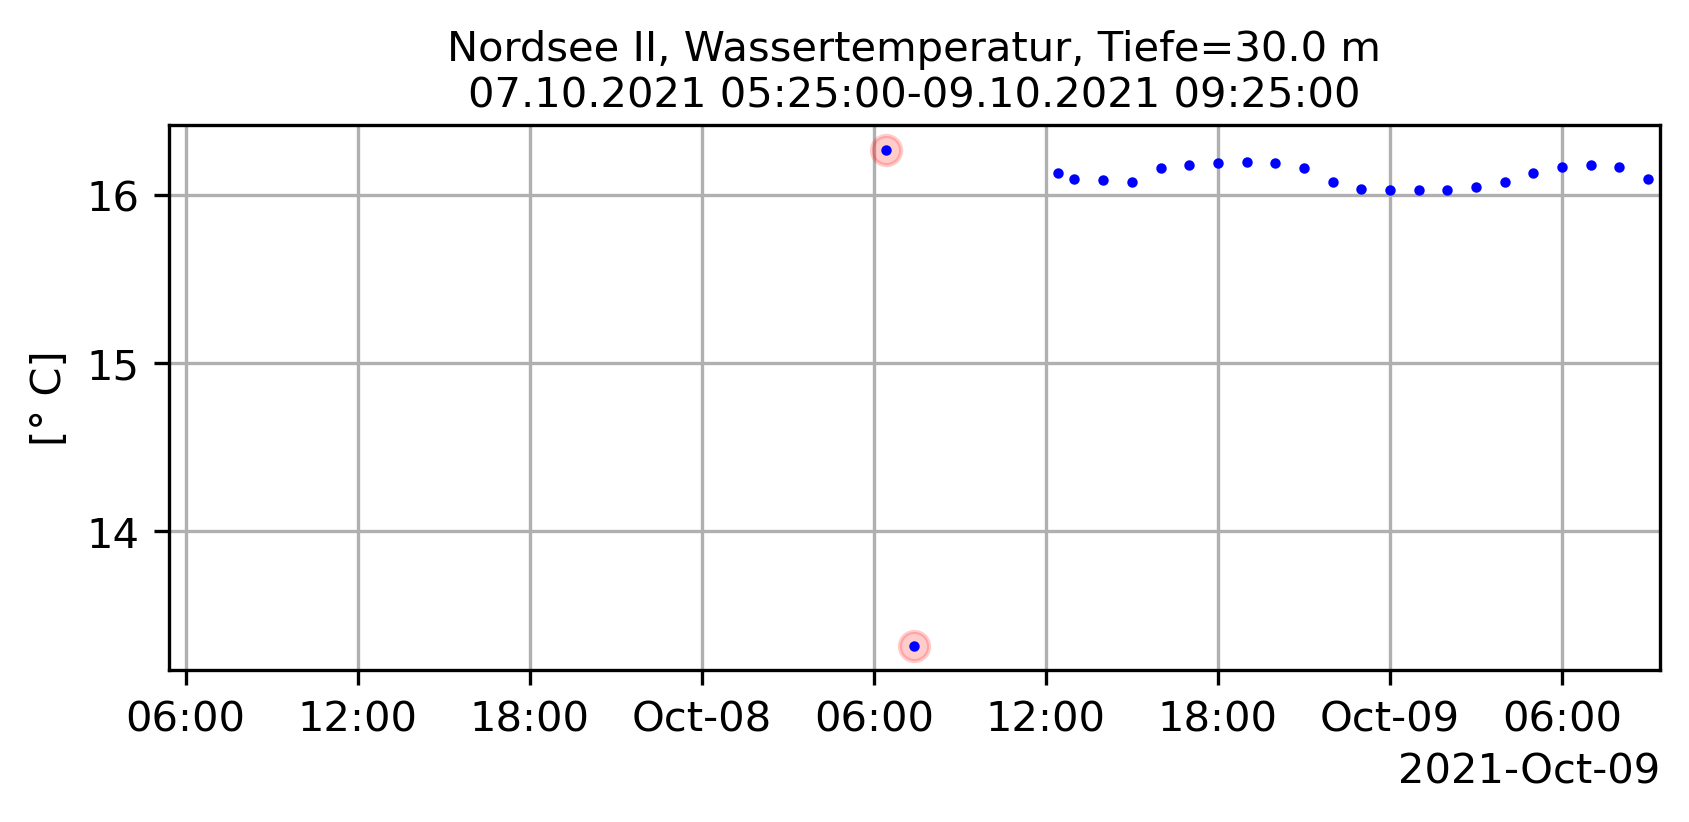 Nordsee II, Wassertemperatur, Tiefe=30.0 m
07.10.2021 05:25:00-09.10.2021 09:25:00
[° C]
16
15
14
06:00 12:00 18:00 Oct-08 06:00 12:00 18:00 Oct-09 06:00
2021-Oct-09